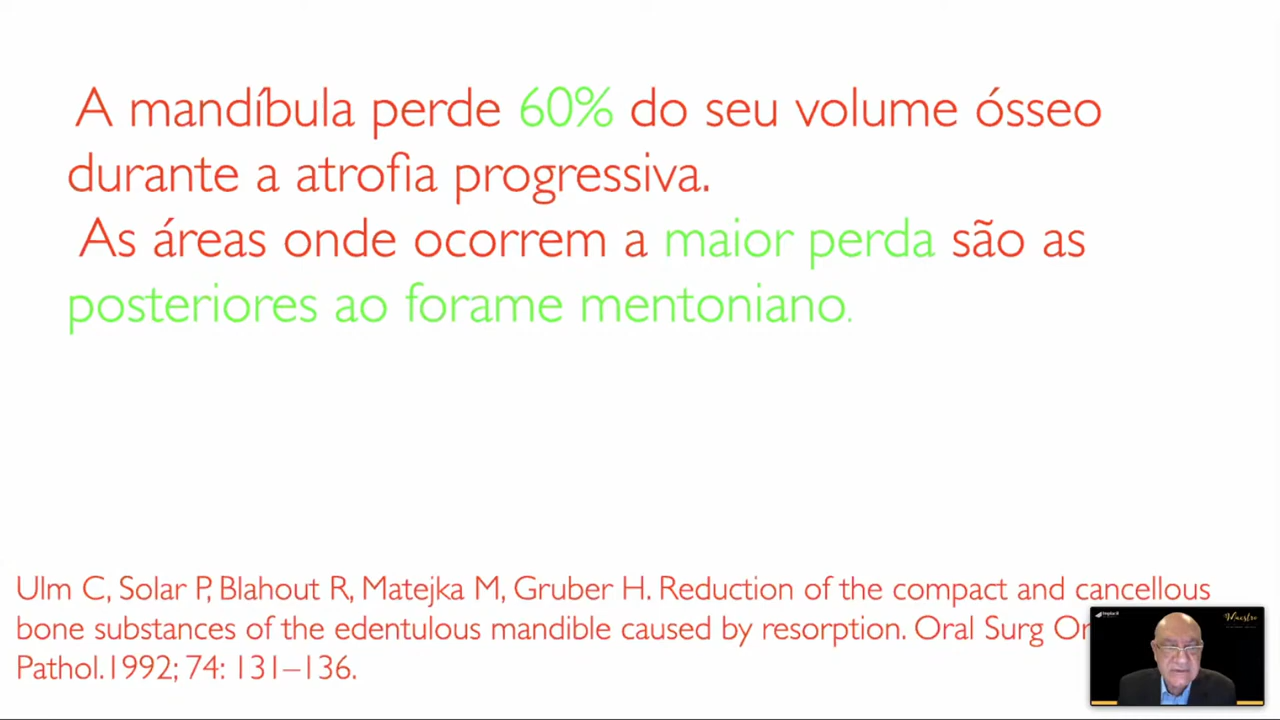 A mandíbula perde 60% do seu volume ósseo
durante a atrofia progressiva.
As áreas onde ocorrem a maior perda são as
posteriores ao forame mentoniano.
Ulm C, Solar P, Blahout R, Matejka M, Gruber H. Reduction of the compact and cancellous
bone substances of the edentulous mandible caused by resorption. Oral Surg
Pathol.1992; 74: 131–136.
Maestro